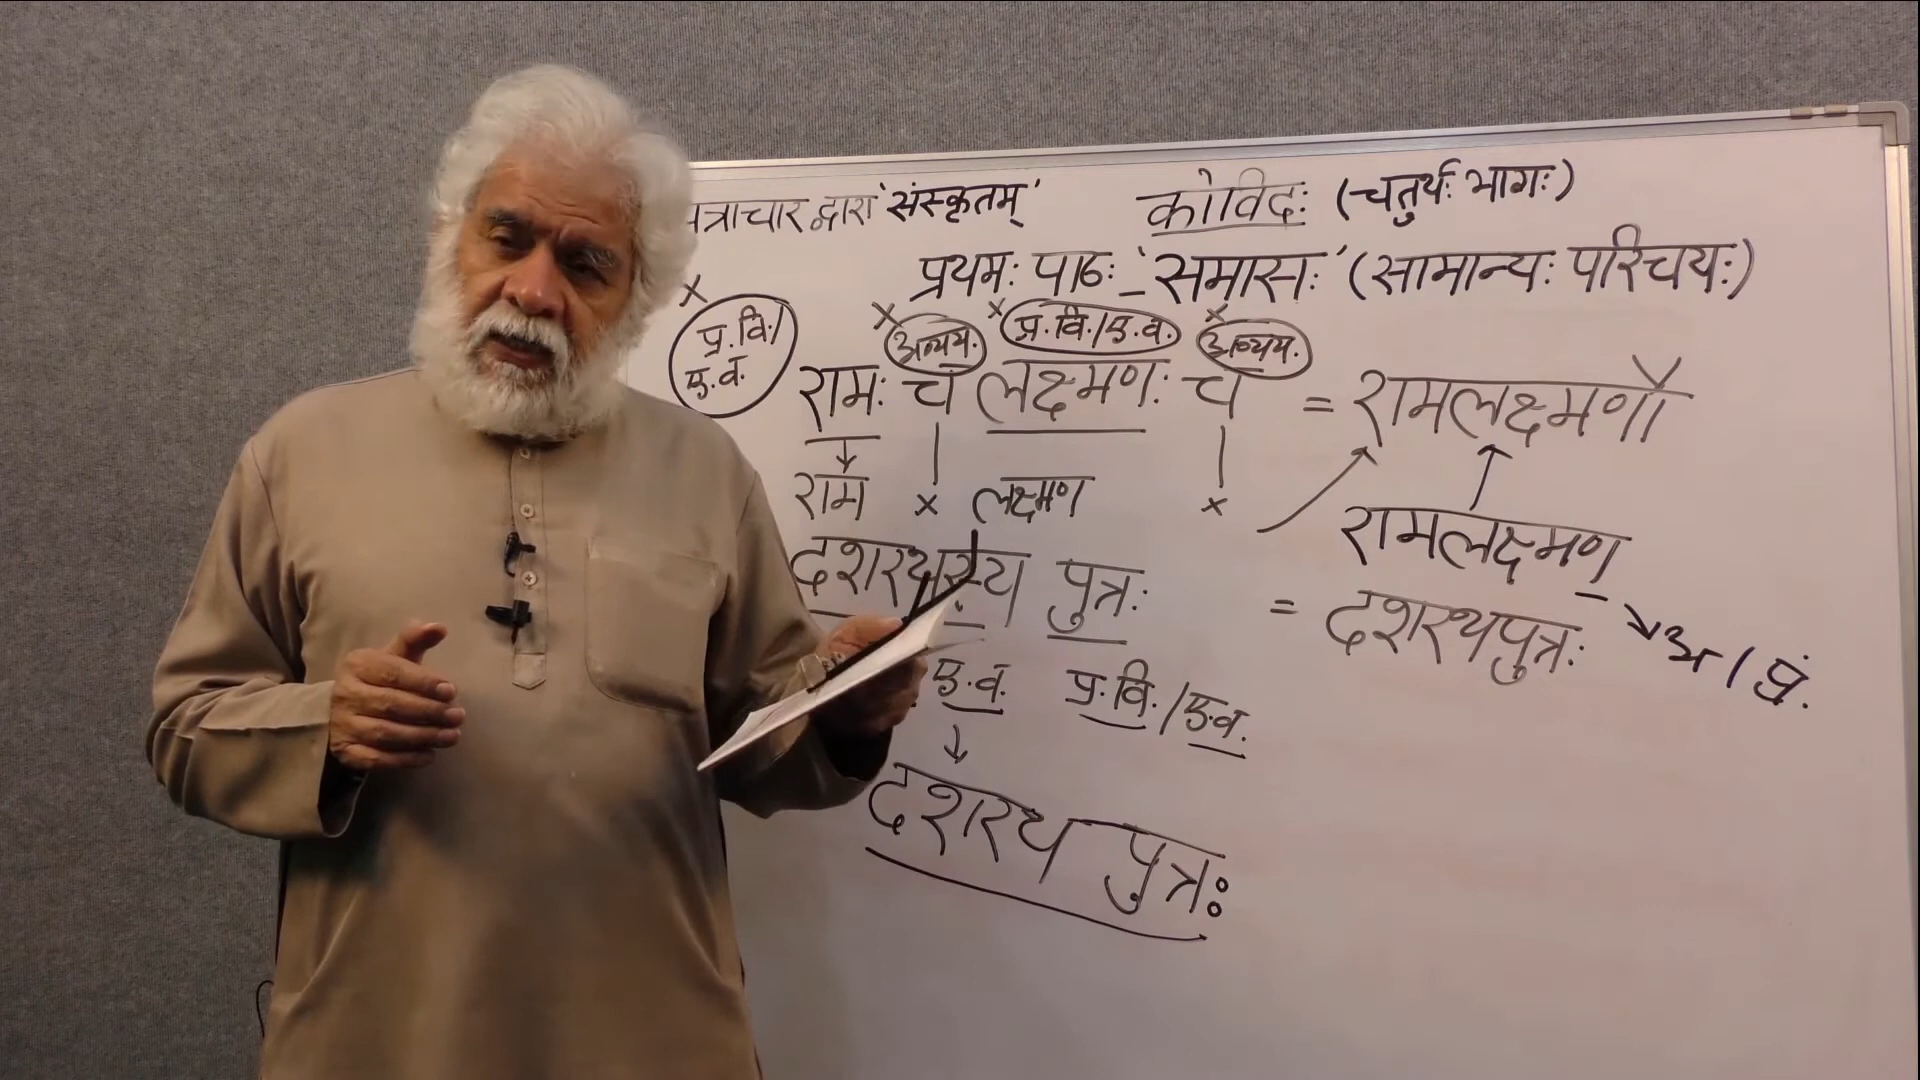 पत्राचार द्वारा 'संस्कृतम्' कोविदः (चतुर्थः भागः)
प्रथमः पाठः - 'समासः' (सामान्यः परिचयः)
× × × ×
प्र.वि./ए.व. अव्यय. प्र.वि./ए.व. अव्यय.
रामः च लक्ष्मणः च = रामलक्ष्मणौ
राम × लक्ष्मण × रामलक्ष्मण
दशरथस्य पुत्रः = दशरथपुत्रः अ / पुं.
ए.व. प्र.वि./ए.व.
दशरथ पुत्रः